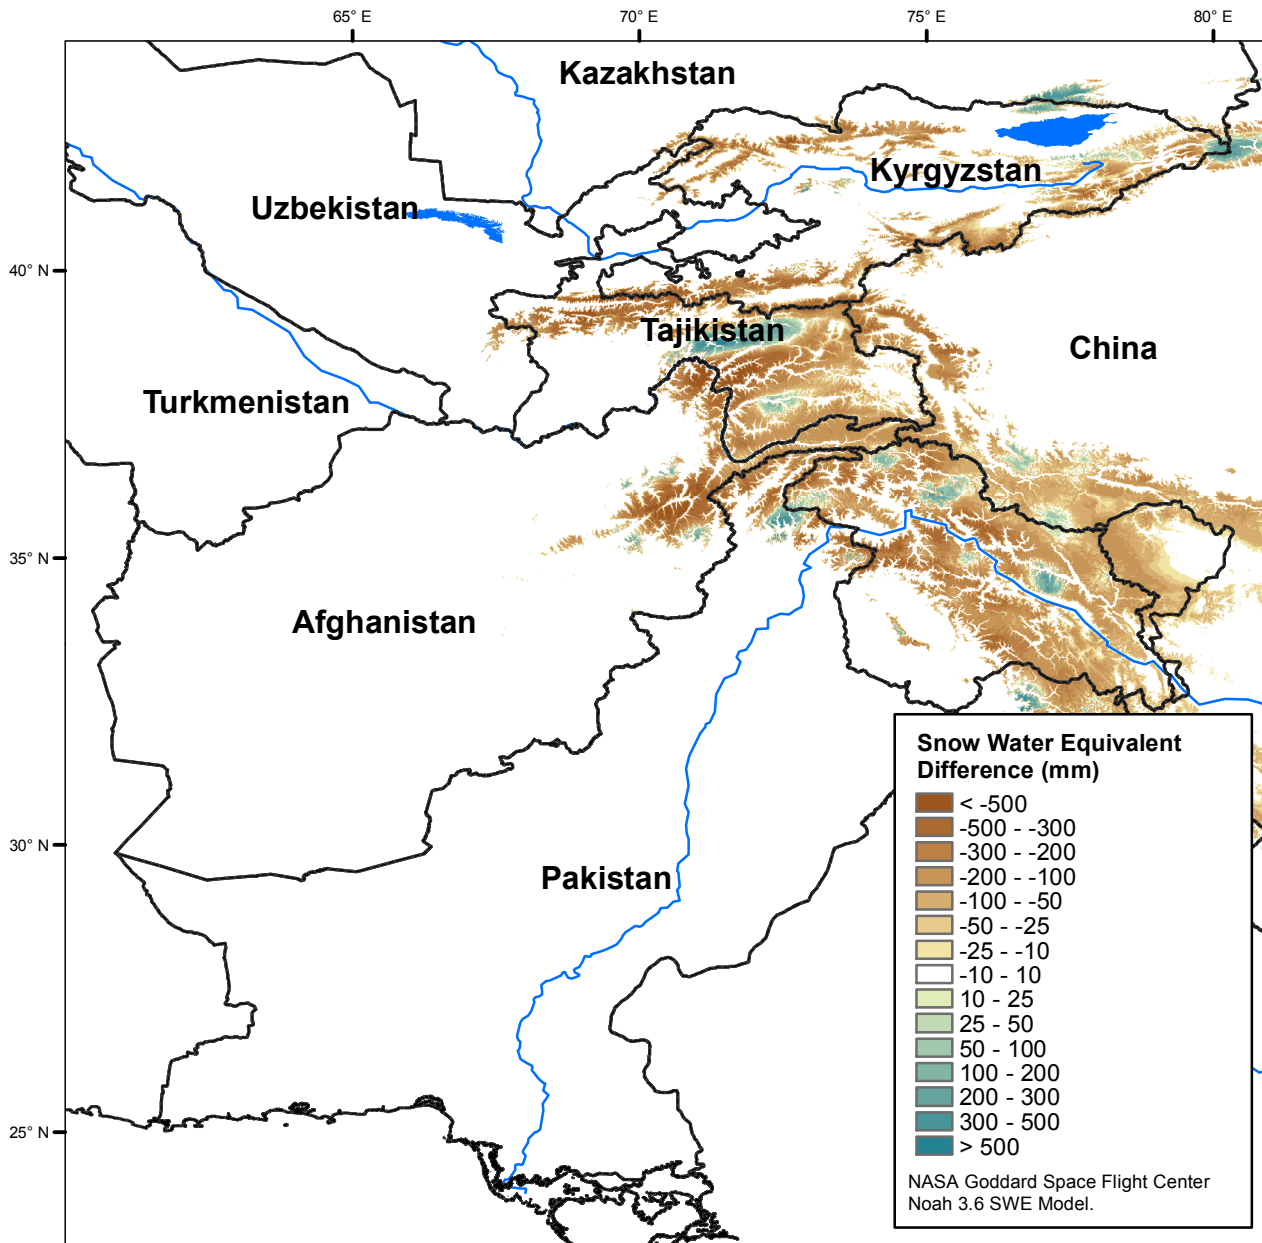 65° E
70° E
75° E
80° E
Kazakhstan
Kyrgyzstan
Uzbekistan
40° N
Tajikistan
China
Turkmenistan
35° N
Afghanistan
30° N
Pakistan
25° N
Snow Water Equivalent
Difference (mm)
< -500
-500 - -300
-300 - -200
-200 - -100
-100 - -50
-50 - -25
-25 - -10
-10 - 10
10 - 25
25 - 50
50 - 100
100 - 200
200 - 300
300 - 500
> 500
NASA Goddard Space Flight Center
Noah 3.6 SWE Model.